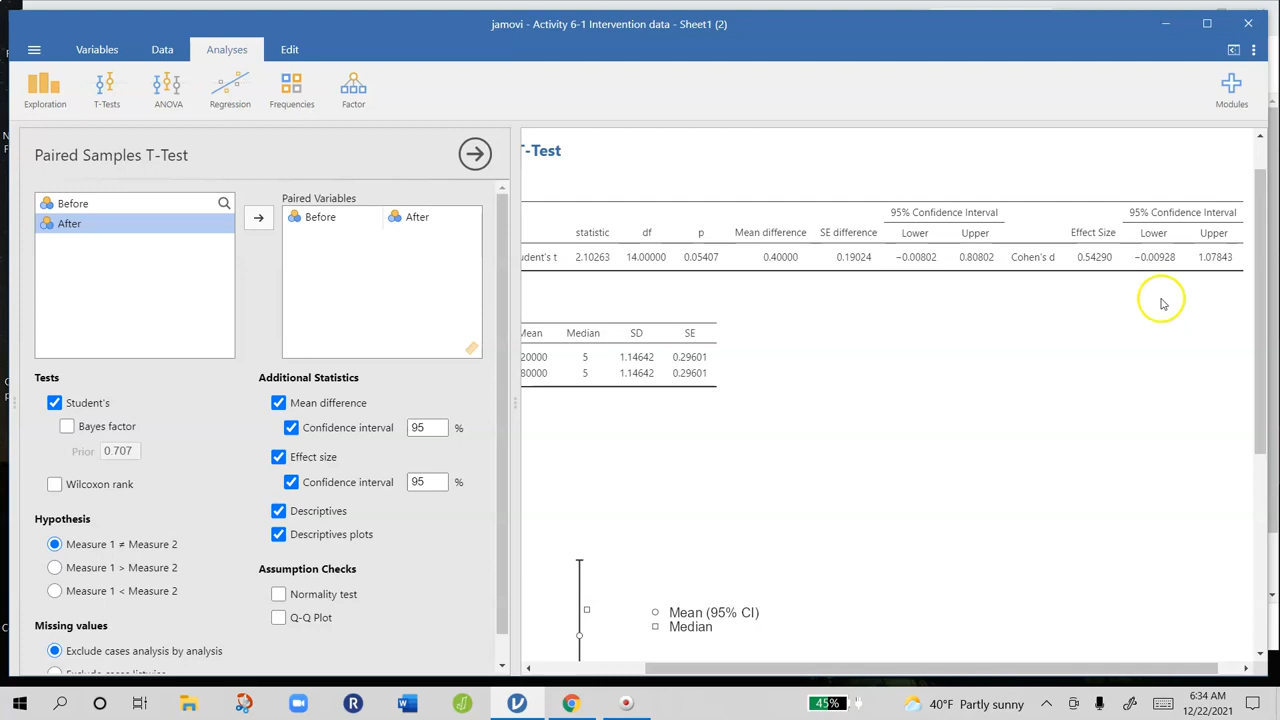 jamovi - Activity 6-1 Intervention data - Sheet1 (2)
Variables Data Analyses Edit
Exploration T-Tests ANOVA Regression Frequencies Factor Modules
Paired Samples T-Test
Before
After
Paired Variables
Before After
Tests
Student's
Bayes factor
Prior 0.707
Wilcoxon rank
Hypothesis
Measure 1 ≠ Measure 2
Measure 1 > Measure 2
Measure 1 < Measure 2
Missing values
Exclude cases analysis by analysis
Exclude cases listwise
Additional Statistics
Mean difference
Confidence interval 95 %
Effect size
Confidence interval 95 %
Descriptives
Descriptives plots
Assumption Checks
Normality test
Q-Q Plot
T-Test
95% Confidence Interval 95% Confidence Interval
statistic df p Mean difference SE difference Lower Upper Effect Size Lower Upper
udent's t 2.10263 14.00000 0.05407 0.40000 0.19024 −0.00802 0.80802 Cohen's d 0.54290 −0.00928 1.07843
Mean Median SD SE
20000 5 1.14642 0.29601
80000 5 1.14642 0.29601
Mean (95% CI)
Median
45% 40°F Partly sunny 6:34 AM
12/22/2021